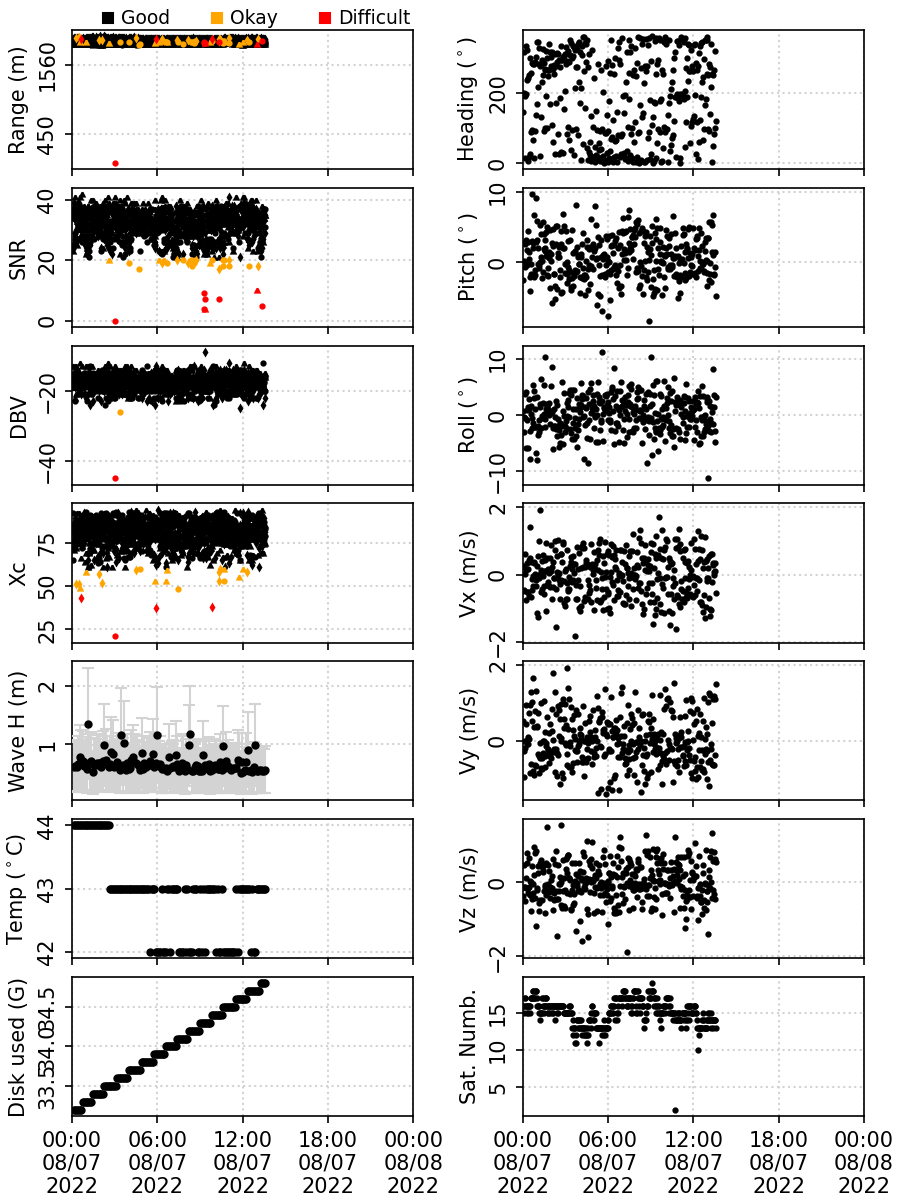 Good Okay Difficult
Range (m)
1560
450
Heading (°)
200
0
SNR
40
20
0
Pitch (°)
10
0
DBV
−20
−40
Roll (°)
10
0
−10
Xc
75
50
25
Vx (m/s)
2
0
−2
Wave H (m)
2
1
Vy (m/s)
2
0
Temp (°C)
44
43
42
Vz (m/s)
0
−2
Disk used (G)
34.5
34.0
33.5
Sat. Numb.
15
10
5
00:00 06:00 12:00 18:00 00:00
08/07 08/07 08/07 08/07 08/08
2022 2022 2022 2022 2022
00:00 06:00 12:00 18:00 00:00
08/07 08/07 08/07 08/07 08/08
2022 2022 2022 2022 2022